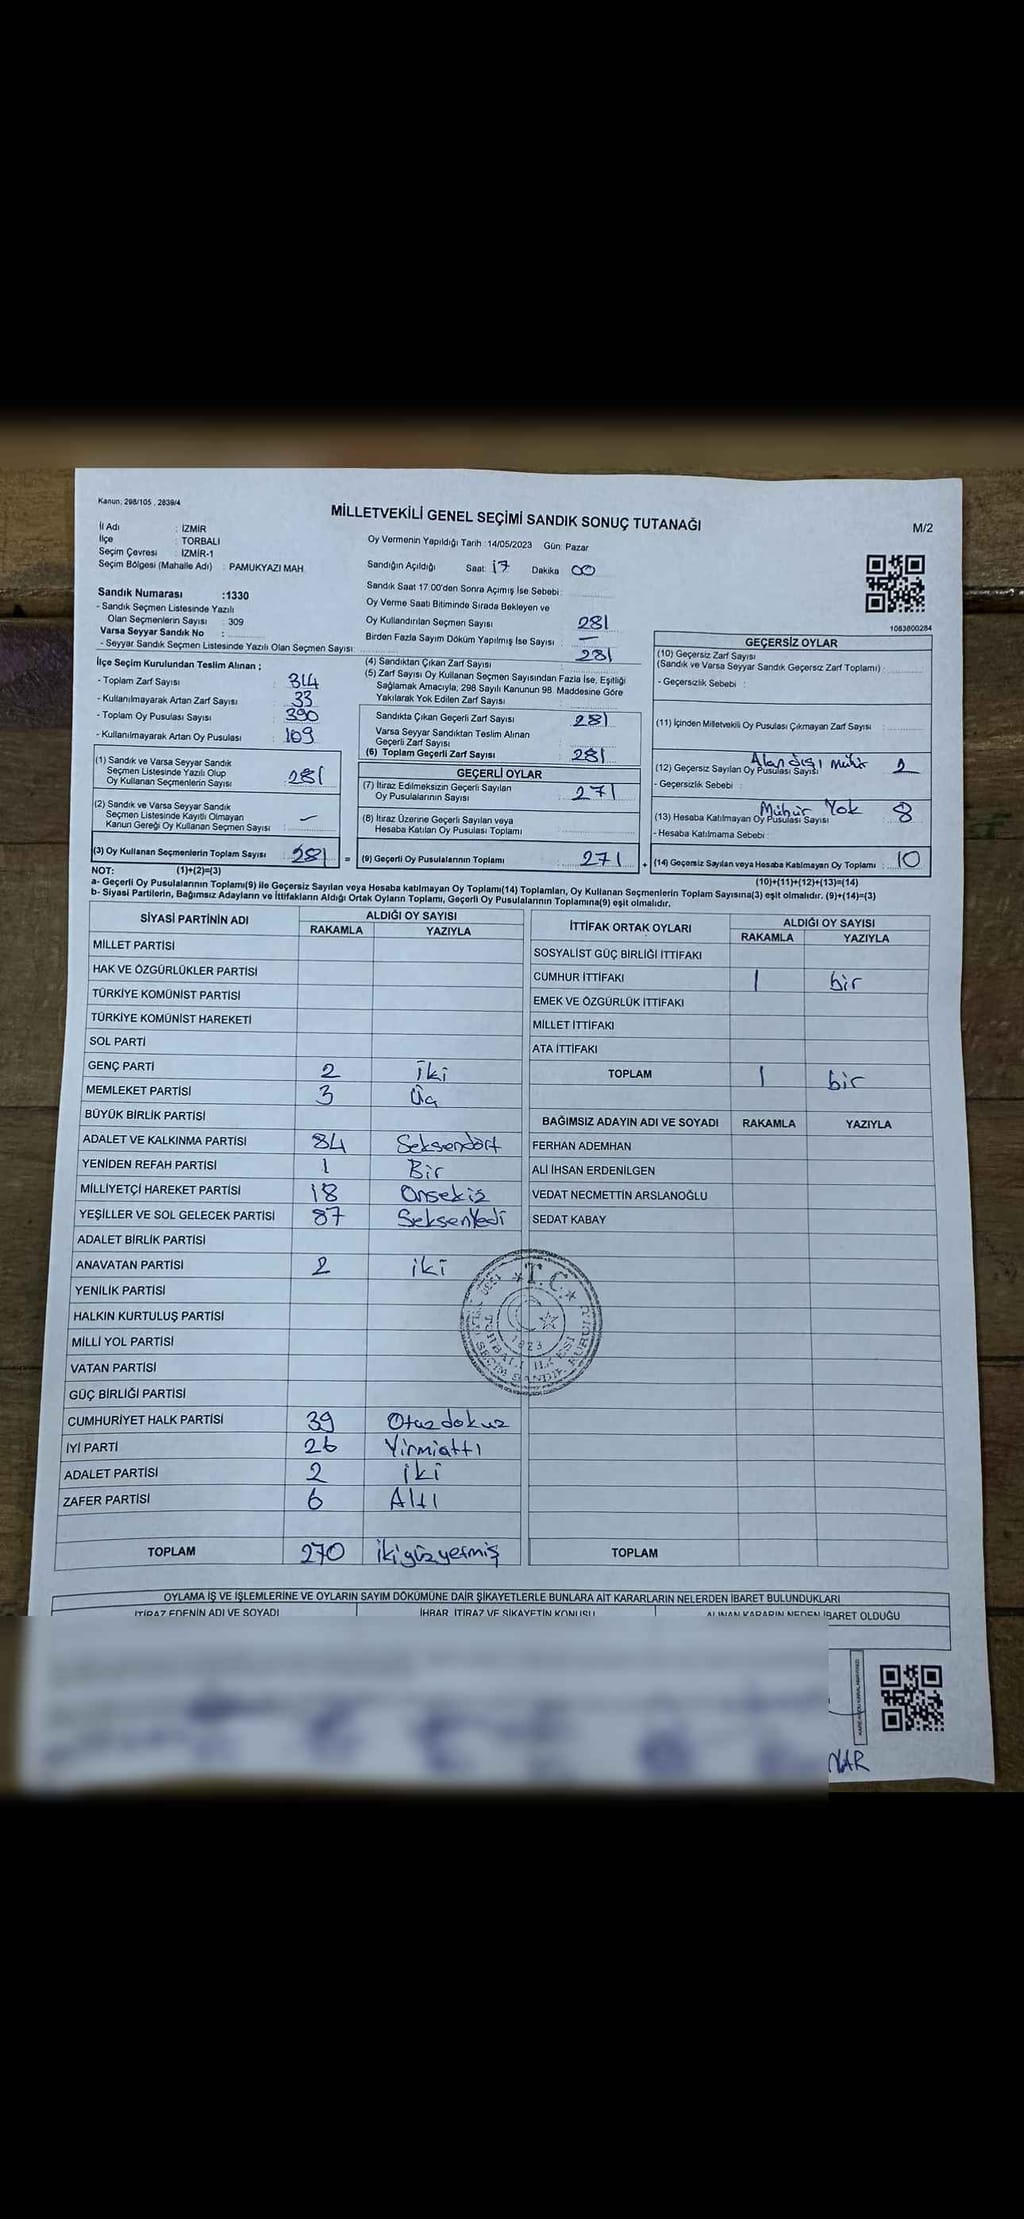 Kanun: 298/105 , 2839/4
MİLLETVEKİLİ GENEL SEÇİMİ SANDIK SONUÇ TUTANAĞI
M/2
İl Adı : İZMİR
İlçe : TORBALI
Seçim Çevresi : İZMİR-1
Seçim Bölgesi (Mahalle Adı) : PAMUKYAZI MAH.
Oy Vermenin Yapıldığı Tarih :14/05/2023 Gün: Pazar
Sandığın Açıldığı Saat: 17 Dakika 00
Sandık Saat 17:00'den Sonra Açımış İse Sebebi :
Oy Verme Saati Bitiminde Sırada Bekleyen ve
Oy Kullandırılan Seçmen Sayısı 281
Birden Fazla Sayım Döküm Yapılmış İse Sayısı : —
Sandık Numarası :1330
- Sandık Seçmen Listesinde Yazılı
Olan Seçmenlerin Sayısı : 309
Varsa Seyyar Sandık No :
- Seyyar Sandık Seçmen Listesinde Yazılı Olan Seçmen Sayısı :
1083800284
İlçe Seçim Kurulundan Teslim Alınan ;
- Toplam Zarf Sayısı : 314
- Kullanılmayarak Artan Zarf Sayısı : 33
- Toplam Oy Pusulası Sayısı : 390
- Kullanılmayarak Artan Oy Pusulası : 109
(4) Sandıktan Çıkan Zarf Sayısı : 281
(5) Zarf Sayısı Oy Kullanan Seçmen Sayısından Fazla İse, Eşitliği
Sağlamak Amacıyla; 298 Sayılı Kanunun 98. Maddesine Göre
Yakılarak Yok Edilen Zarf Sayısı :
Sandıkta Çıkan Geçerli Zarf Sayısı : 281
Varsa Seyyar Sandıktan Teslim Alınan
Geçerli Zarf Sayısı :
(6) Toplam Geçerli Zarf Sayısı : 281
GEÇERSİZ OYLAR
(10) Geçersiz Zarf Sayısı
(Sandık ve Varsa Seyyar Sandık Geçersiz Zarf Toplamı) :
- Geçersizlik Sebebi :
(11) İçinden Milletvekili Oy Pusulası Çıkmayan Zarf Sayısı :
Alan dışı mühür
(12) Geçersiz Sayılan Oy Pusulası Sayısı 2
- Geçersizlik Sebebi :
Mühür Yok
(13) Hesaba Katılmayan Oy Pusulası Sayısı : 8
- Hesaba Katılmama Sebebi :
(14) Geçersiz Sayılan veya Hesaba Katılmayan Oy Toplamı : 10
(10)+(11)+(12)+(13)=(14)
(1) Sandık ve Varsa Seyyar Sandık
Seçmen Listesinde Yazılı Olup
Oy Kullanan Seçmenlerin Sayısı : 281
(2) Sandık ve Varsa Seyyar Sandık
Seçmen Listesinde Kayıtlı Olmayan
Kanun Gereği Oy Kullanan Seçmen Sayısı : —
(3) Oy Kullanan Seçmenlerin Toplam Sayısı : 281 =
GEÇERLİ OYLAR
(7) İtiraz Edilmeksizin Geçerli Sayılan
Oy Pusulalarının Sayısı : 271
(8) İtiraz Üzerine Geçerli Sayılan veya
Hesaba Katılan Oy Pusulası Toplamı :
(9) Geçerli Oy Pusulalarının Toplamı : 271 +
NOT: (1)+(2)=(3)
a- Geçerli Oy Pusulalarının Toplamı(9) ile Geçersiz Sayılan veya Hesaba katılmayan Oy Toplamı(14) Toplamları, Oy Kullanan Seçmenlerin Toplam Sayısına(3) eşit olmalıdır. (9)+(14)=(3)
b- Siyasi Partilerin, Bağımsız Adayların ve İttifakların Aldığı Ortak Oyların Toplamı, Geçerli Oy Pusulalarının Toplamına(9) eşit olmalıdır.
SİYASİ PARTİNİN ADI ALDIĞI OY SAYISI
RAKAMLA YAZIYLA
MİLLET PARTİSİ
HAK VE ÖZGÜRLÜKLER PARTİSİ
TÜRKİYE KOMÜNİST PARTİSİ
TÜRKİYE KOMÜNİST HAREKETİ
SOL PARTİ
GENÇ PARTİ 2 İki
MEMLEKET PARTİSİ 3 Üç
BÜYÜK BİRLİK PARTİSİ
ADALET VE KALKINMA PARTİSİ 84 Seksendört
YENİDEN REFAH PARTİSİ 1 Bir
MİLLİYETÇİ HAREKET PARTİSİ 18 Onsekiz
YEŞİLLER VE SOL GELECEK PARTİSİ 87 SeksenYedi
ADALET BİRLİK PARTİSİ
ANAVATAN PARTİSİ 2 iki
YENİLİK PARTİSİ
HALKIN KURTULUŞ PARTİSİ
MİLLİ YOL PARTİSİ
VATAN PARTİSİ
GÜÇ BİRLİĞİ PARTİSİ
CUMHURİYET HALK PARTİSİ 39 Otuzdokuz
İYİ PARTİ 26 Yirmialtı
ADALET PARTİSİ 2 iki
ZAFER PARTİSİ 6 Altı
TOPLAM 270 ikiyüzyetmiş
İTTİFAK ORTAK OYLARI ALDIĞI OY SAYISI
RAKAMLA YAZIYLA
SOSYALİST GÜÇ BİRLİĞİ İTTİFAKI
CUMHUR İTTİFAKI 1 bir
EMEK VE ÖZGÜRLÜK İTTİFAKI
MİLLET İTTİFAKI
ATA İTTİFAKI
TOPLAM 1 bir
BAĞIMSIZ ADAYIN ADI VE SOYADI RAKAMLA YAZIYLA
FERHAN ADEMHAN
ALİ İHSAN ERDENİLGEN
VEDAT NECMETTİN ARSLANOĞLU
SEDAT KABAY
T.C.
1923
TORBALI İLÇESİ
SEÇİM SANDIK KURULU
TOPLAM
OYLAMA İŞ VE İŞLEMLERİNE VE OYLARIN SAYIM DÖKÜMÜNE DAİR ŞİKAYETLERLE BUNLARA AİT KARARLARIN NELERDEN İBARET BULUNDUKLARI
İTİRAZ EDENİN ADI VE SOYADI İHBAR, İTİRAZ VE ŞİKAYETİN KONUSU ALINAN KARARIN NEDEN İBARET OLDUĞU